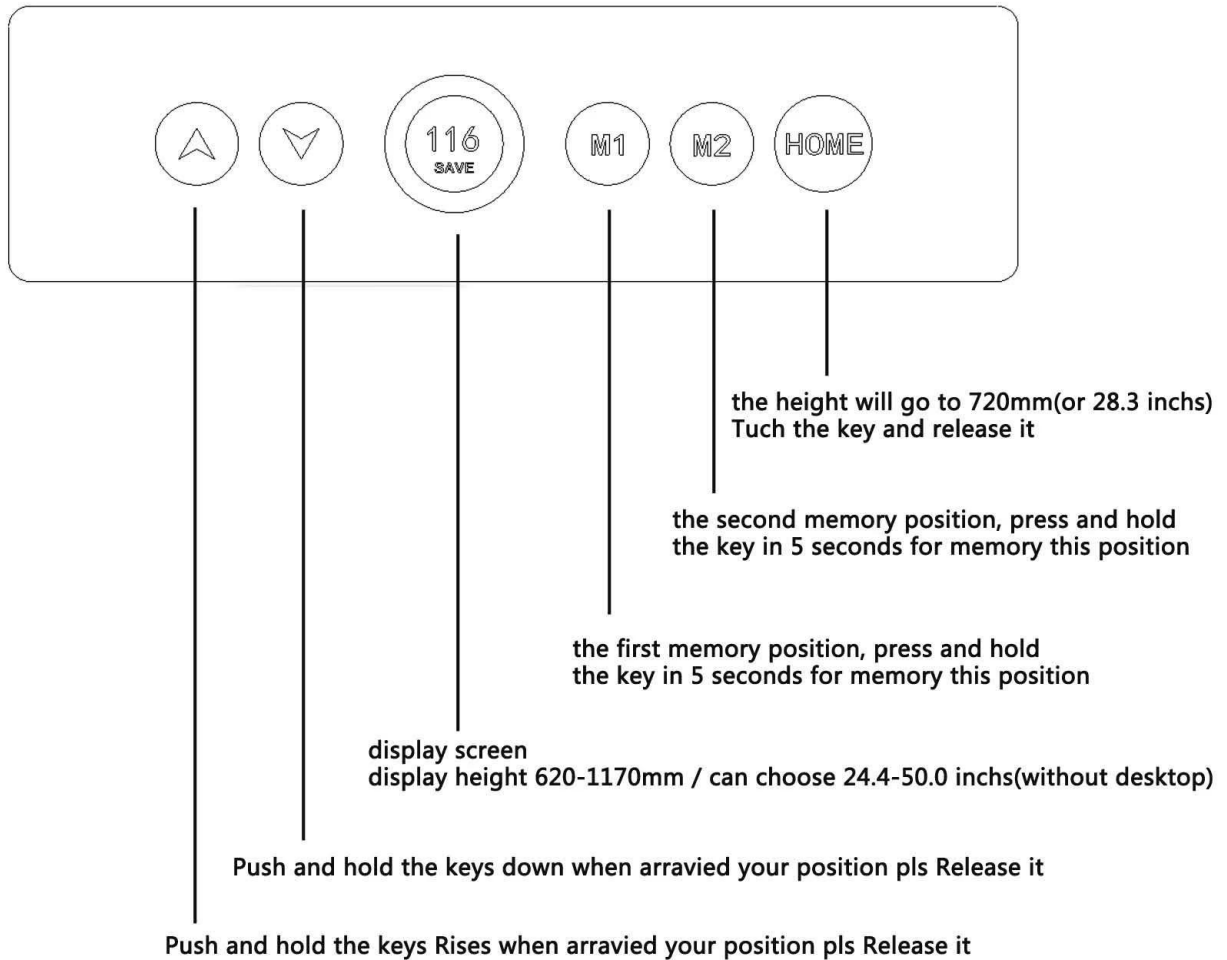 116
SAVE
M1
M2
HOME
the height will go to 720mm(or 28.3 inchs)
Tuch the key and release it
the second memory position, press and hold
the key in 5 seconds for memory this position
the first memory position, press and hold
the key in 5 seconds for memory this position
display screen
display height 620-1170mm / can choose 24.4-50.0 inchs(without desktop)
Push and hold the keys down when arravied your position pls Release it
Push and hold the keys Rises when arravied your position pls Release it